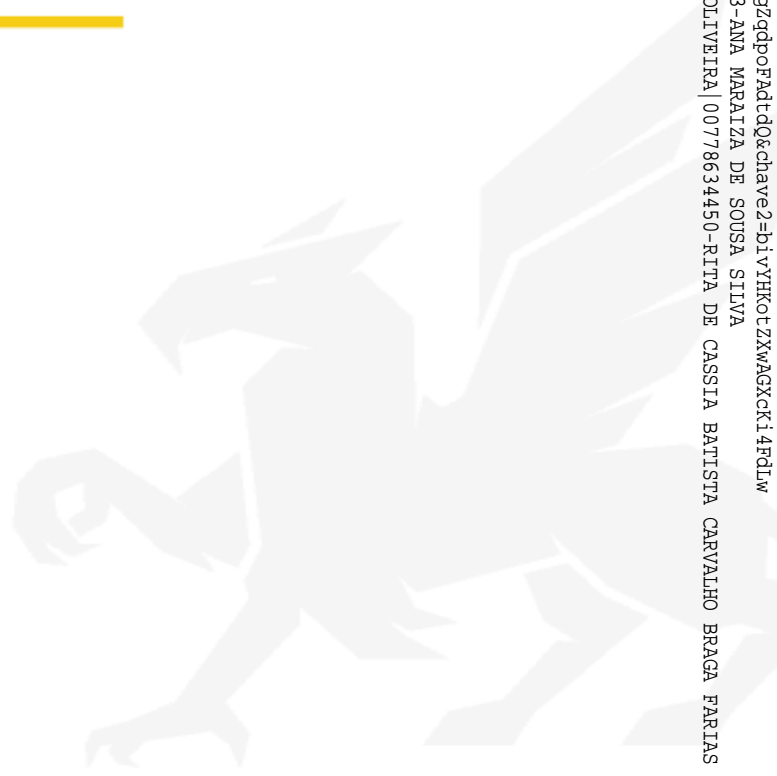 gZqdpoFAdtdQ&chave2=bivYHKotZXwAGXcKi4FdLw
3-ANA MARAIZA DE SOUSA SILVA
OLIVEIRA|00778634450-RITA DE CASSIA BATISTA CARVALHO BRAGA FARIAS